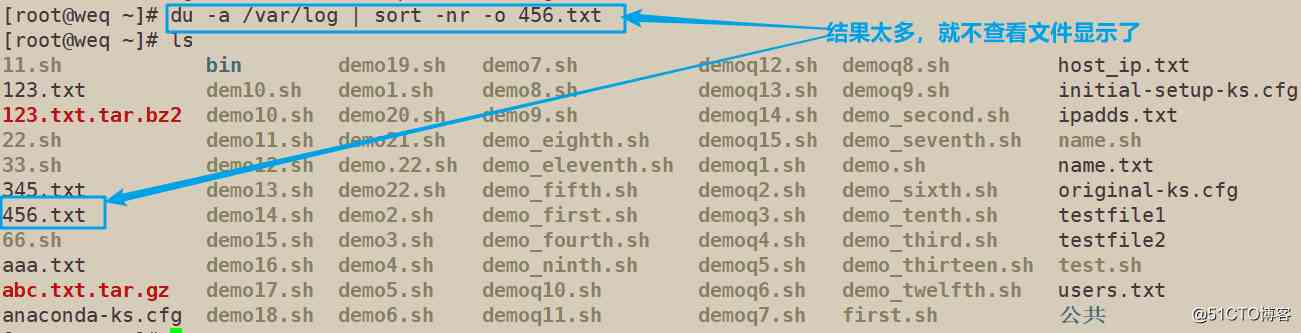 [root@weq ~]# du -a /var/log | sort -nr -o 456.txt
结果太多，就不查看文件显示了
[root@weq ~]# ls
11.sh bin demo19.sh demo7.sh demoq12.sh demoq8.sh host_ip.txt
123.txt dem10.sh demo1.sh demo8.sh demoq13.sh demoq9.sh initial-setup-ks.cfg
123.txt.tar.bz2 demo10.sh demo20.sh demo9.sh demoq14.sh demo_second.sh ipadds.txt
22.sh demo11.sh demo21.sh demo_eighth.sh demoq15.sh demo_seventh.sh name.sh
33.sh demo12.sh demo.22.sh demo_eleventh.sh demoq1.sh demo.sh name.txt
345.txt demo13.sh demo22.sh demo_fifth.sh demoq2.sh demo_sixth.sh original-ks.cfg
456.txt demo14.sh demo2.sh demo_first.sh demoq3.sh demo_tenth.sh testfile1
66.sh demo15.sh demo3.sh demo_fourth.sh demoq4.sh demo_third.sh testfile2
aaa.txt demo16.sh demo4.sh demo_ninth.sh demoq5.sh demo_thirteen.sh test.sh
abc.txt.tar.gz demo17.sh demo5.sh demoq10.sh demoq6.sh demo_twelfth.sh users.txt
anaconda-ks.cfg demo18.sh demo6.sh demoq11.sh demoq7.sh first.sh 公共
@51CTO博客